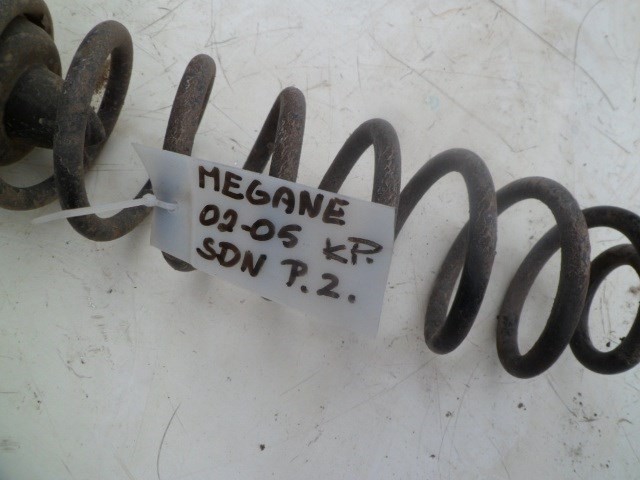 MEGANE
02-05 KP.
SDN P.2.